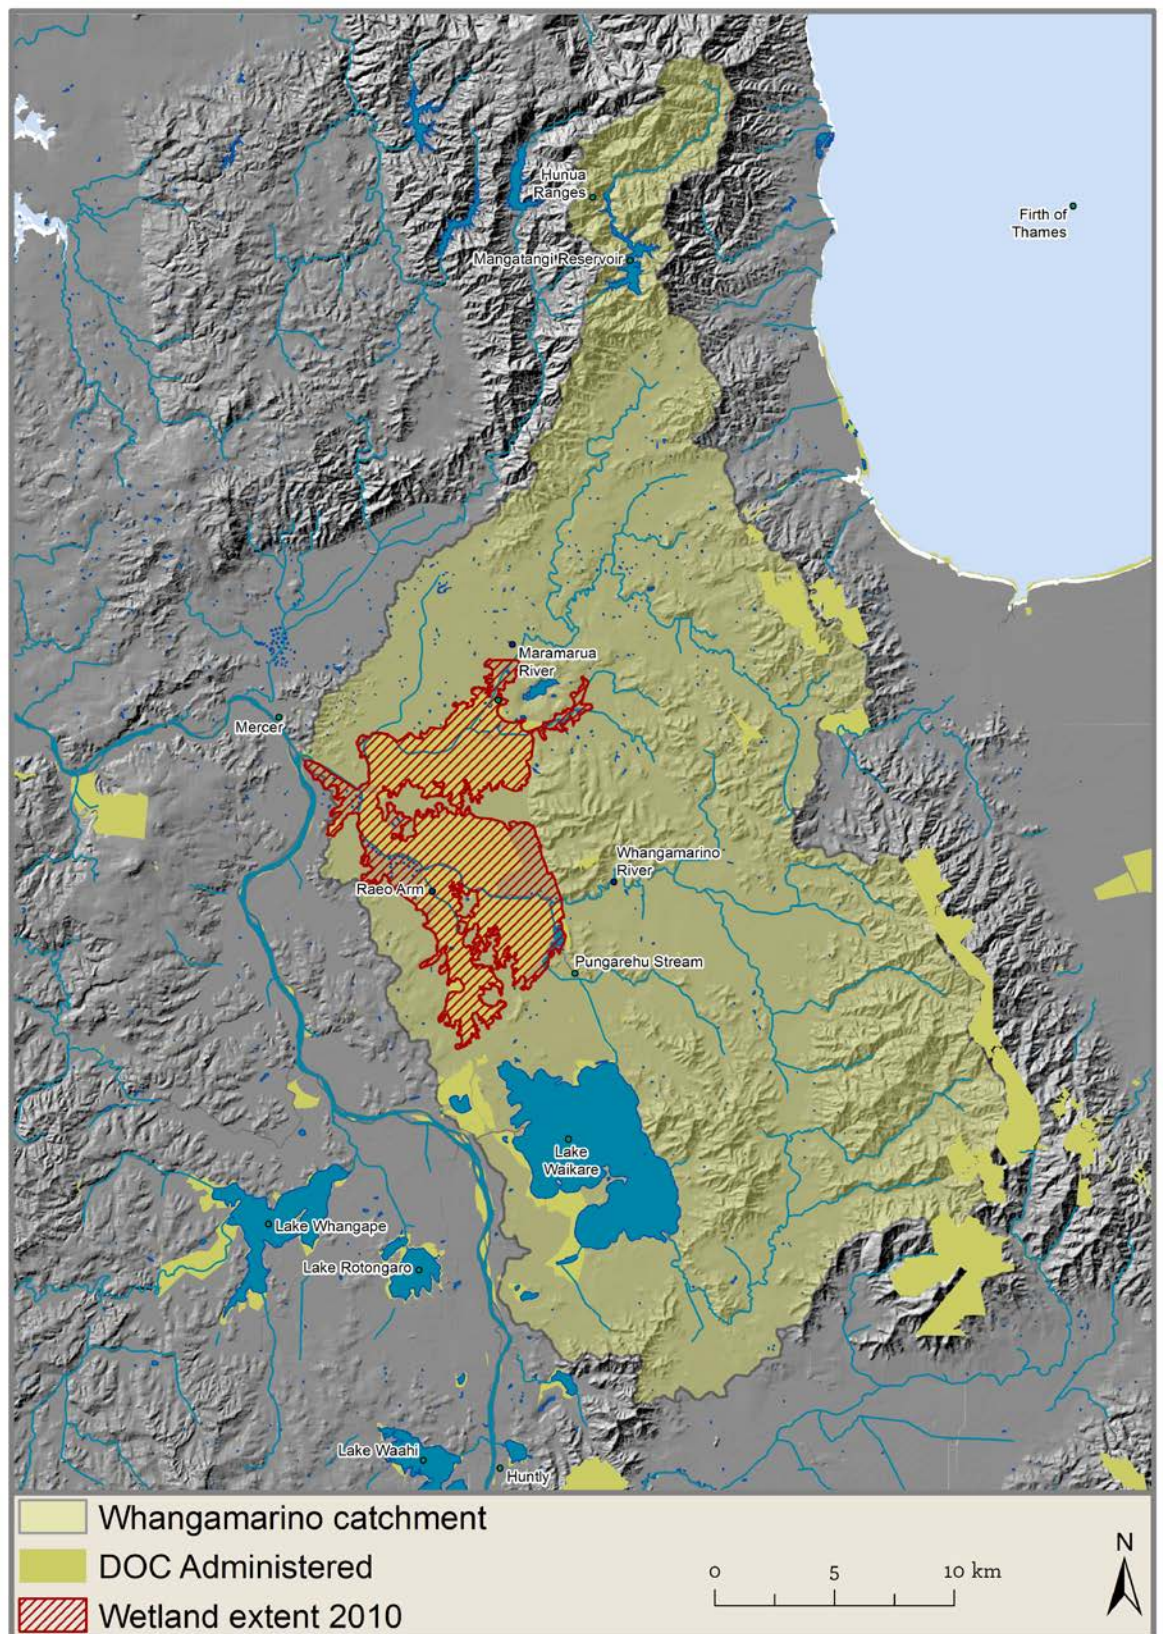 Hunua
Ranges
Firth of
Thames
Mangatangi Reservoir
Maramarua
River
Mercer
Whangamarino
River
Raeo Arm
Pungarehu Stream
Lake
Waikare
Lake Whangape
Lake Rotongaro
Lake Waahi
Huntly
Whangamarino catchment
DOC Administered
Wetland extent 2010
0 5 10 km
N